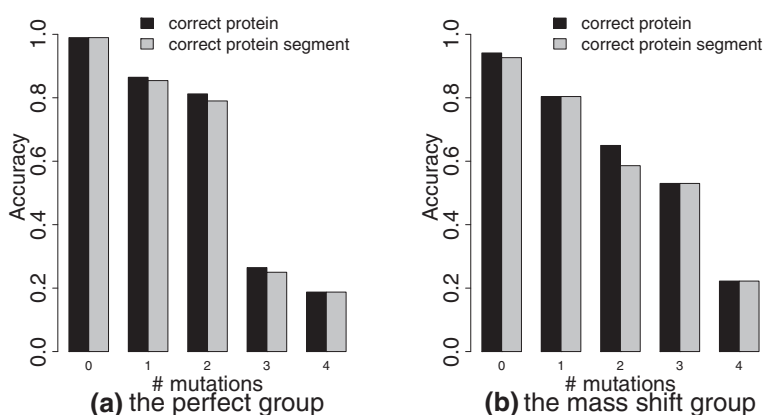 correct protein
correct protein segment
Accuracy
1.0
0.8
0.6
0.4
0.2
0.0
0 1 2 3 4
# mutations
(a) the perfect group
correct protein
correct protein segment
Accuracy
1.0
0.8
0.6
0.4
0.2
0.0
0 1 2 3 4
# mutations
(b) the mass shift group